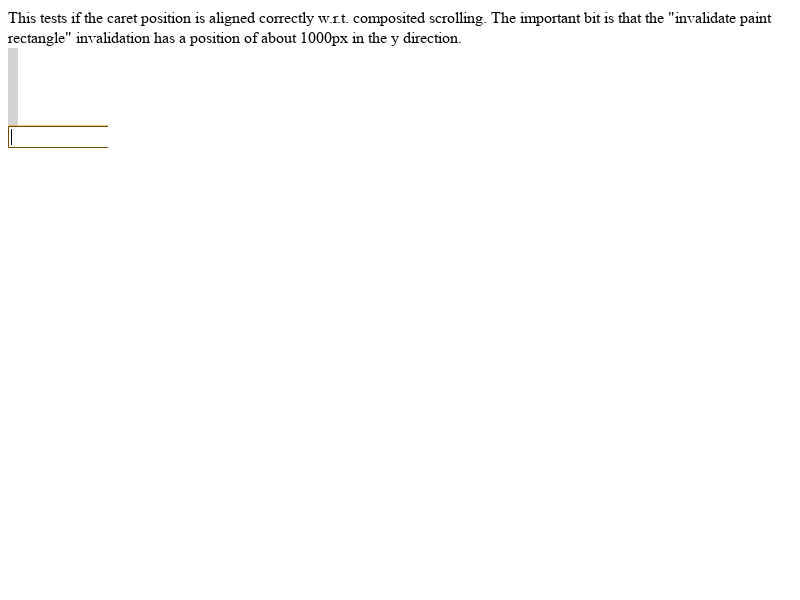 This tests if the caret position is aligned correctly w.r.t. composited scrolling. The important bit is that the "invalidate paint
rectangle" invalidation has a position of about 1000px in the y direction.